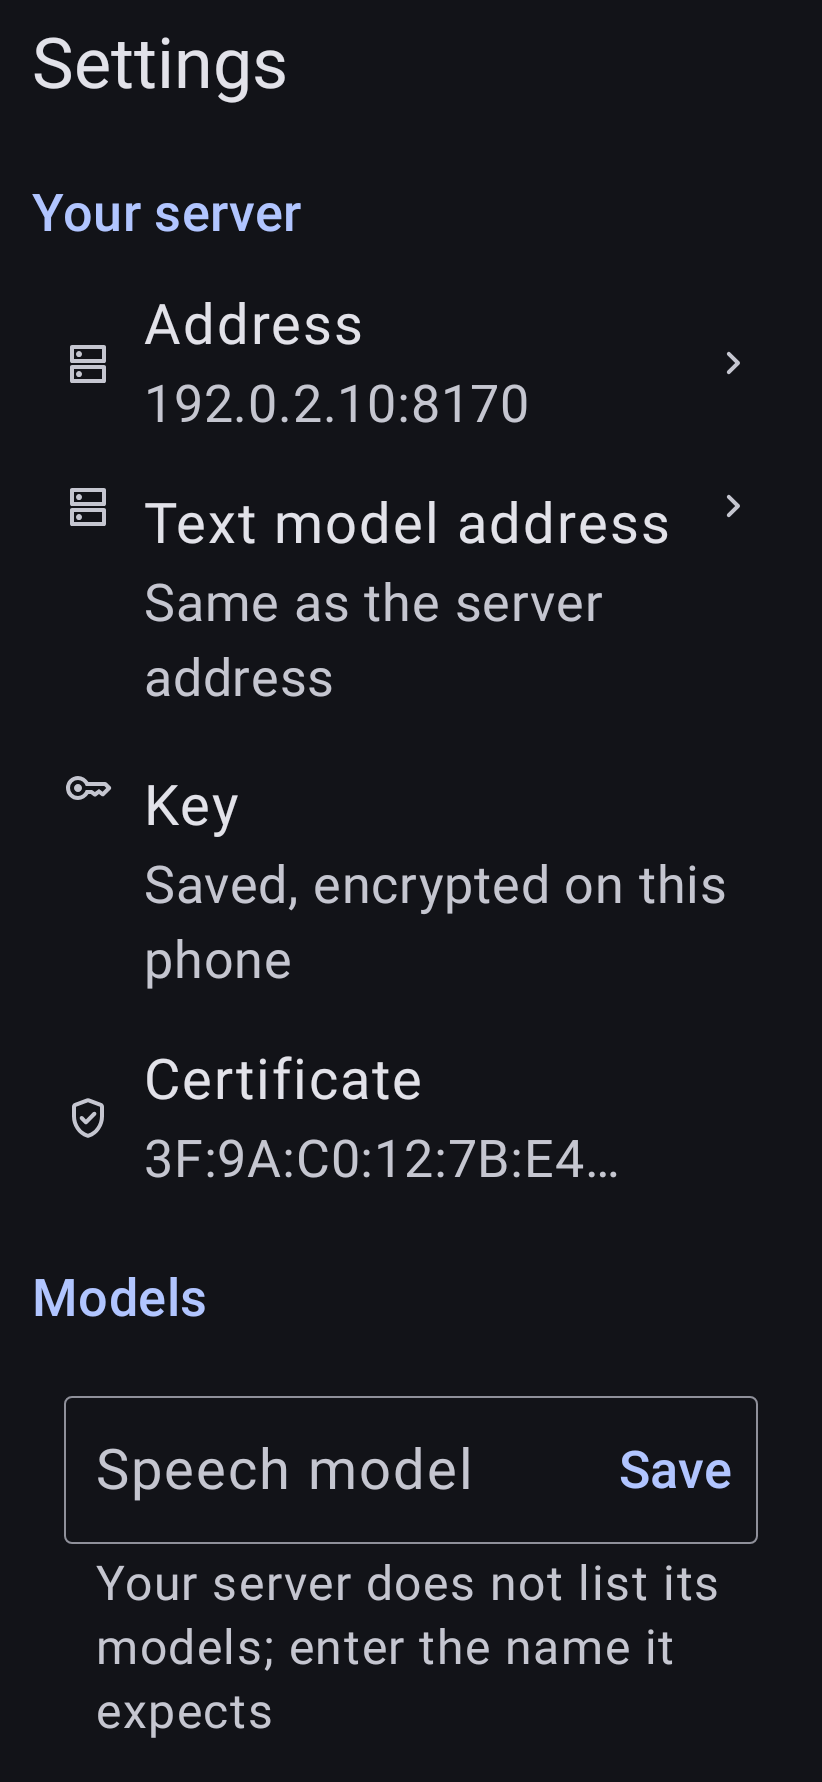 Settings
Your server
Address
192.0.2.10:8170
Text model address
Same as the server
address
Key
Saved, encrypted on this
phone
Certificate
3F:9A:C0:12:7B:E4…
Models
Speech model Save
Your server does not list its
models; enter the name it
expects